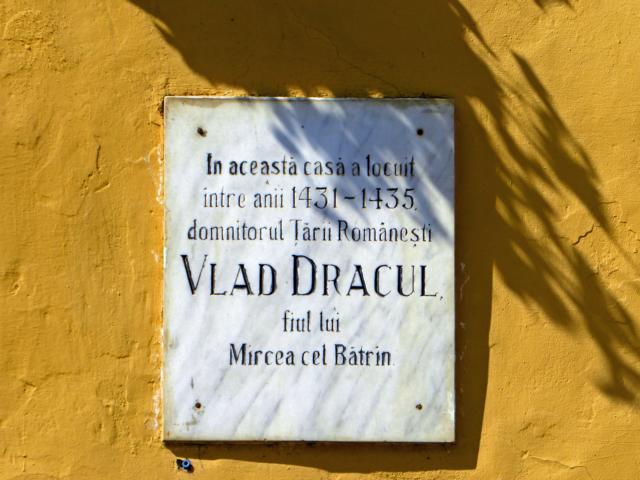 In această casă a locuit
între anii 1431-1435,
domnitorul Țării Românești
VLAD DRACUL,
fiul lui
Mircea cel Bătrîn.